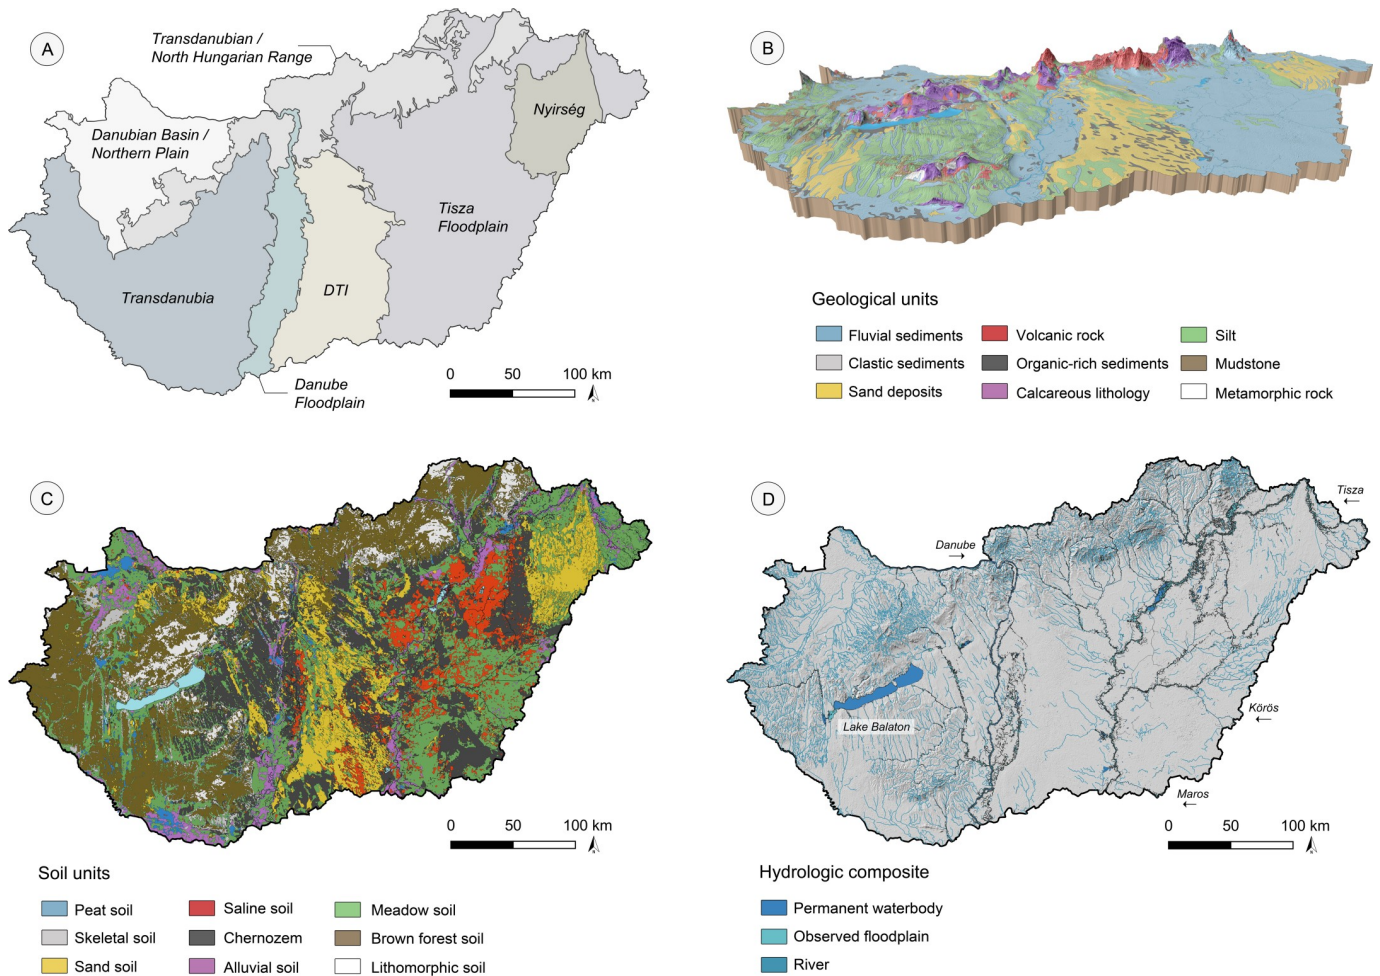 A
Transdanubian /
North Hungarian Range
Danubian Basin /
Northern Plain
Nyírség
Tisza
Floodplain
Transdanubia
DTI
Danube
Floodplain
0 50 100 km
N
B
Geological units
Fluvial sediments
Volcanic rock
Silt
Clastic sediments
Organic-rich sediments
Mudstone
Sand deposits
Calcareous lithology
Metamorphic rock
C
0 50 100 km
N
Soil units
Peat soil
Saline soil
Meadow soil
Skeletal soil
Chernozem
Brown forest soil
Sand soil
Alluvial soil
Lithomorphic soil
D
Tisza
Danube
Körös
Lake Balaton
Maros
0 50 100 km
N
Hydrologic composite
Permanent waterbody
Observed floodplain
River